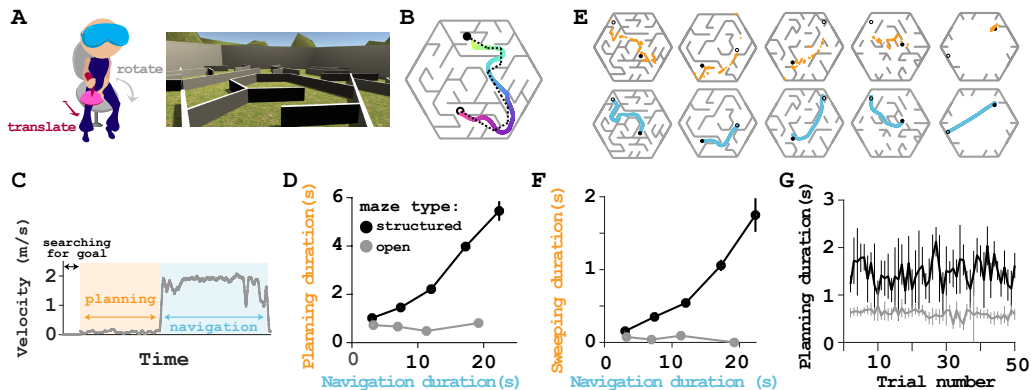 A
rotate
translate
B
C
Velocity (m/s)
searching
for goal
planning
navigation
2
1
0
Time
D
Planning duration(s)
6
4
2
0
maze type:
structured
open
0
10
20
Navigation duration(s)
E
F
Sweeping duration(s)
2
1
0
0
10
20
Navigation duration (s)
G
Planning duration(s)
3
2
1
0
10
30
50
Trial number